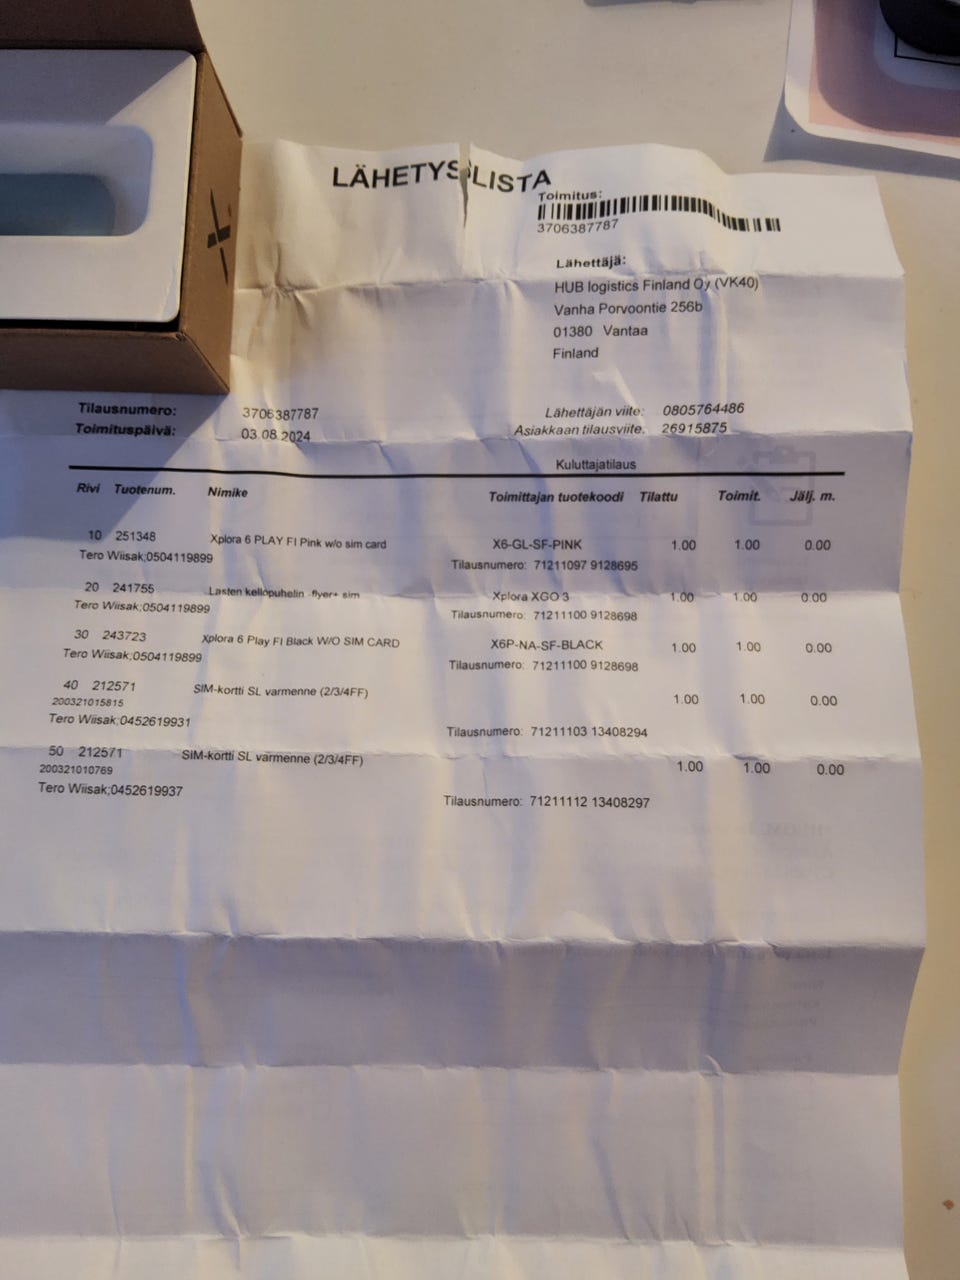 LÄHETYSLISTA
Toimitus:
3706387787
Lähettäjä:
HUB logistics Finland Oy (VK40)
Vanha Porvoontie 256b
01380 Vantaa
Finland
Tilausnumero: 3706387787 Lähettäjän viite: 0805764486
Toimituspäivä: 03.08.2024 Asiakkaan tilausviite: 26915875
Kuluttajatilaus
Rivi Tuotenum. Nimike Toimittajan tuotekoodi Tilattu Toimit. Jälj. m.
10 251348 Xplora 6 PLAY FI Pink w/o sim card X6-GL-SF-PINK 1.00 1.00 0.00
Tero Wiisak;0504119899 Tilausnumero: 71211097 9128695
20 241755 Lasten kellopuhelin -flyer+ sim Xplora XGO 3 1.00 1.00 0.00
Tero Wiisak;0504119899 Tilausnumero: 71211100 9128698
30 243723 Xplora 6 Play FI Black W/O SIM CARD X6P-NA-SF-BLACK 1.00 1.00 0.00
Tero Wiisak;0504119899 Tilausnumero: 71211100 9128698
40 212571 SIM-kortti SL varmenne (2/3/4FF) 1.00 1.00 0.00
200321015815
Tero Wiisak;0452619931 Tilausnumero: 71211103 13408294
50 212571 SIM-kortti SL varmenne (2/3/4FF) 1.00 1.00 0.00
200321010769
Tero Wiisak;0452619937 Tilausnumero: 71211112 13408297